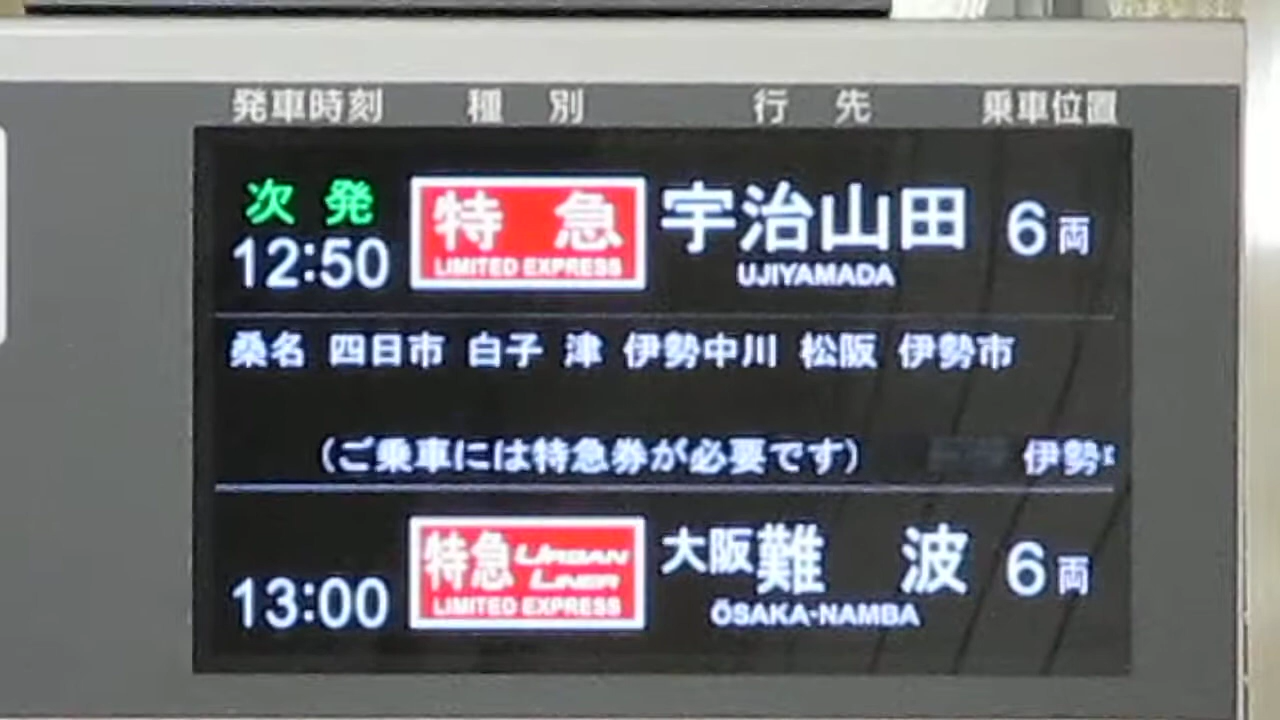 発車時刻 種別 行先 乗車位置
次発
12:50 特急 宇治山田 6両
LIMITED EXPRESS UJIYAMADA
桑名 四日市 白子 津 伊勢中川 松阪 伊勢市
(ご乗車には特急券が必要です) 伊勢
13:00 特急 URBAN LINER 大阪難波 6両
LIMITED EXPRESS ŌSAKA-NAMBA